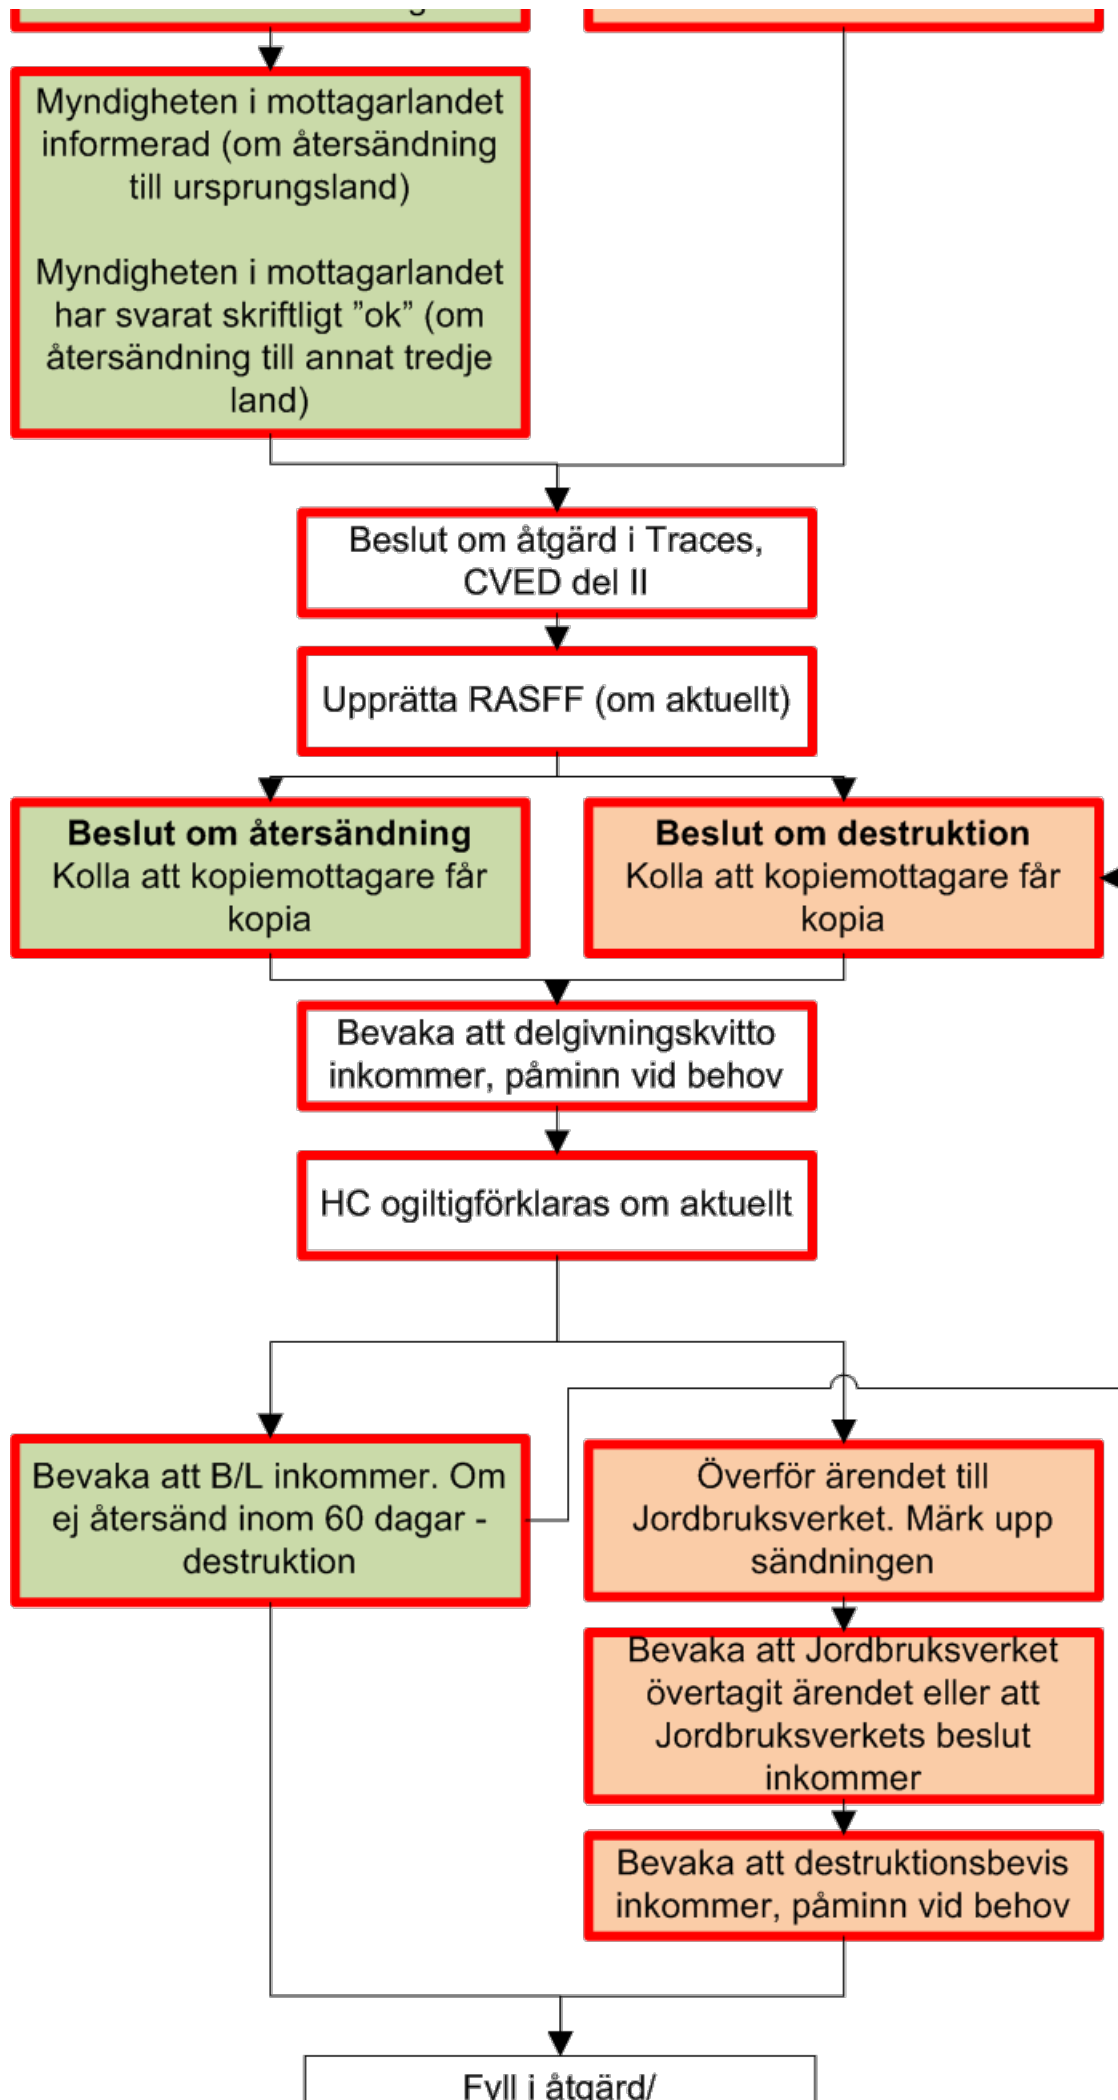 Myndigheten i mottagarlandet
informerad (om återsändning
till ursprungsland)
Myndigheten i mottagarlandet
har svarat skriftligt ”ok” (om
återsändning till annat tredje
land)
Beslut om åtgärd i Traces,
CVED del II
Upprätta RASFF (om aktuellt)
Beslut om återsändning
Kolla att kopiemottagare får
kopia
Beslut om destruktion
Kolla att kopiemottagare får
kopia
Bevaka att delgivningskvitto
inkommer, påminn vid behov
HC ogiltigförklaras om aktuellt
Bevaka att B/L inkommer. Om
ej återsänd inom 60 dagar -
destruktion
Överför ärendet till
Jordbruksverket. Märk upp
sändningen
Bevaka att Jordbruksverket
övertagit ärendet eller att
Jordbruksverkets beslut
inkommer
Bevaka att destruktionsbevis
inkommer, påminn vid behov
Fyll i åtgärd/